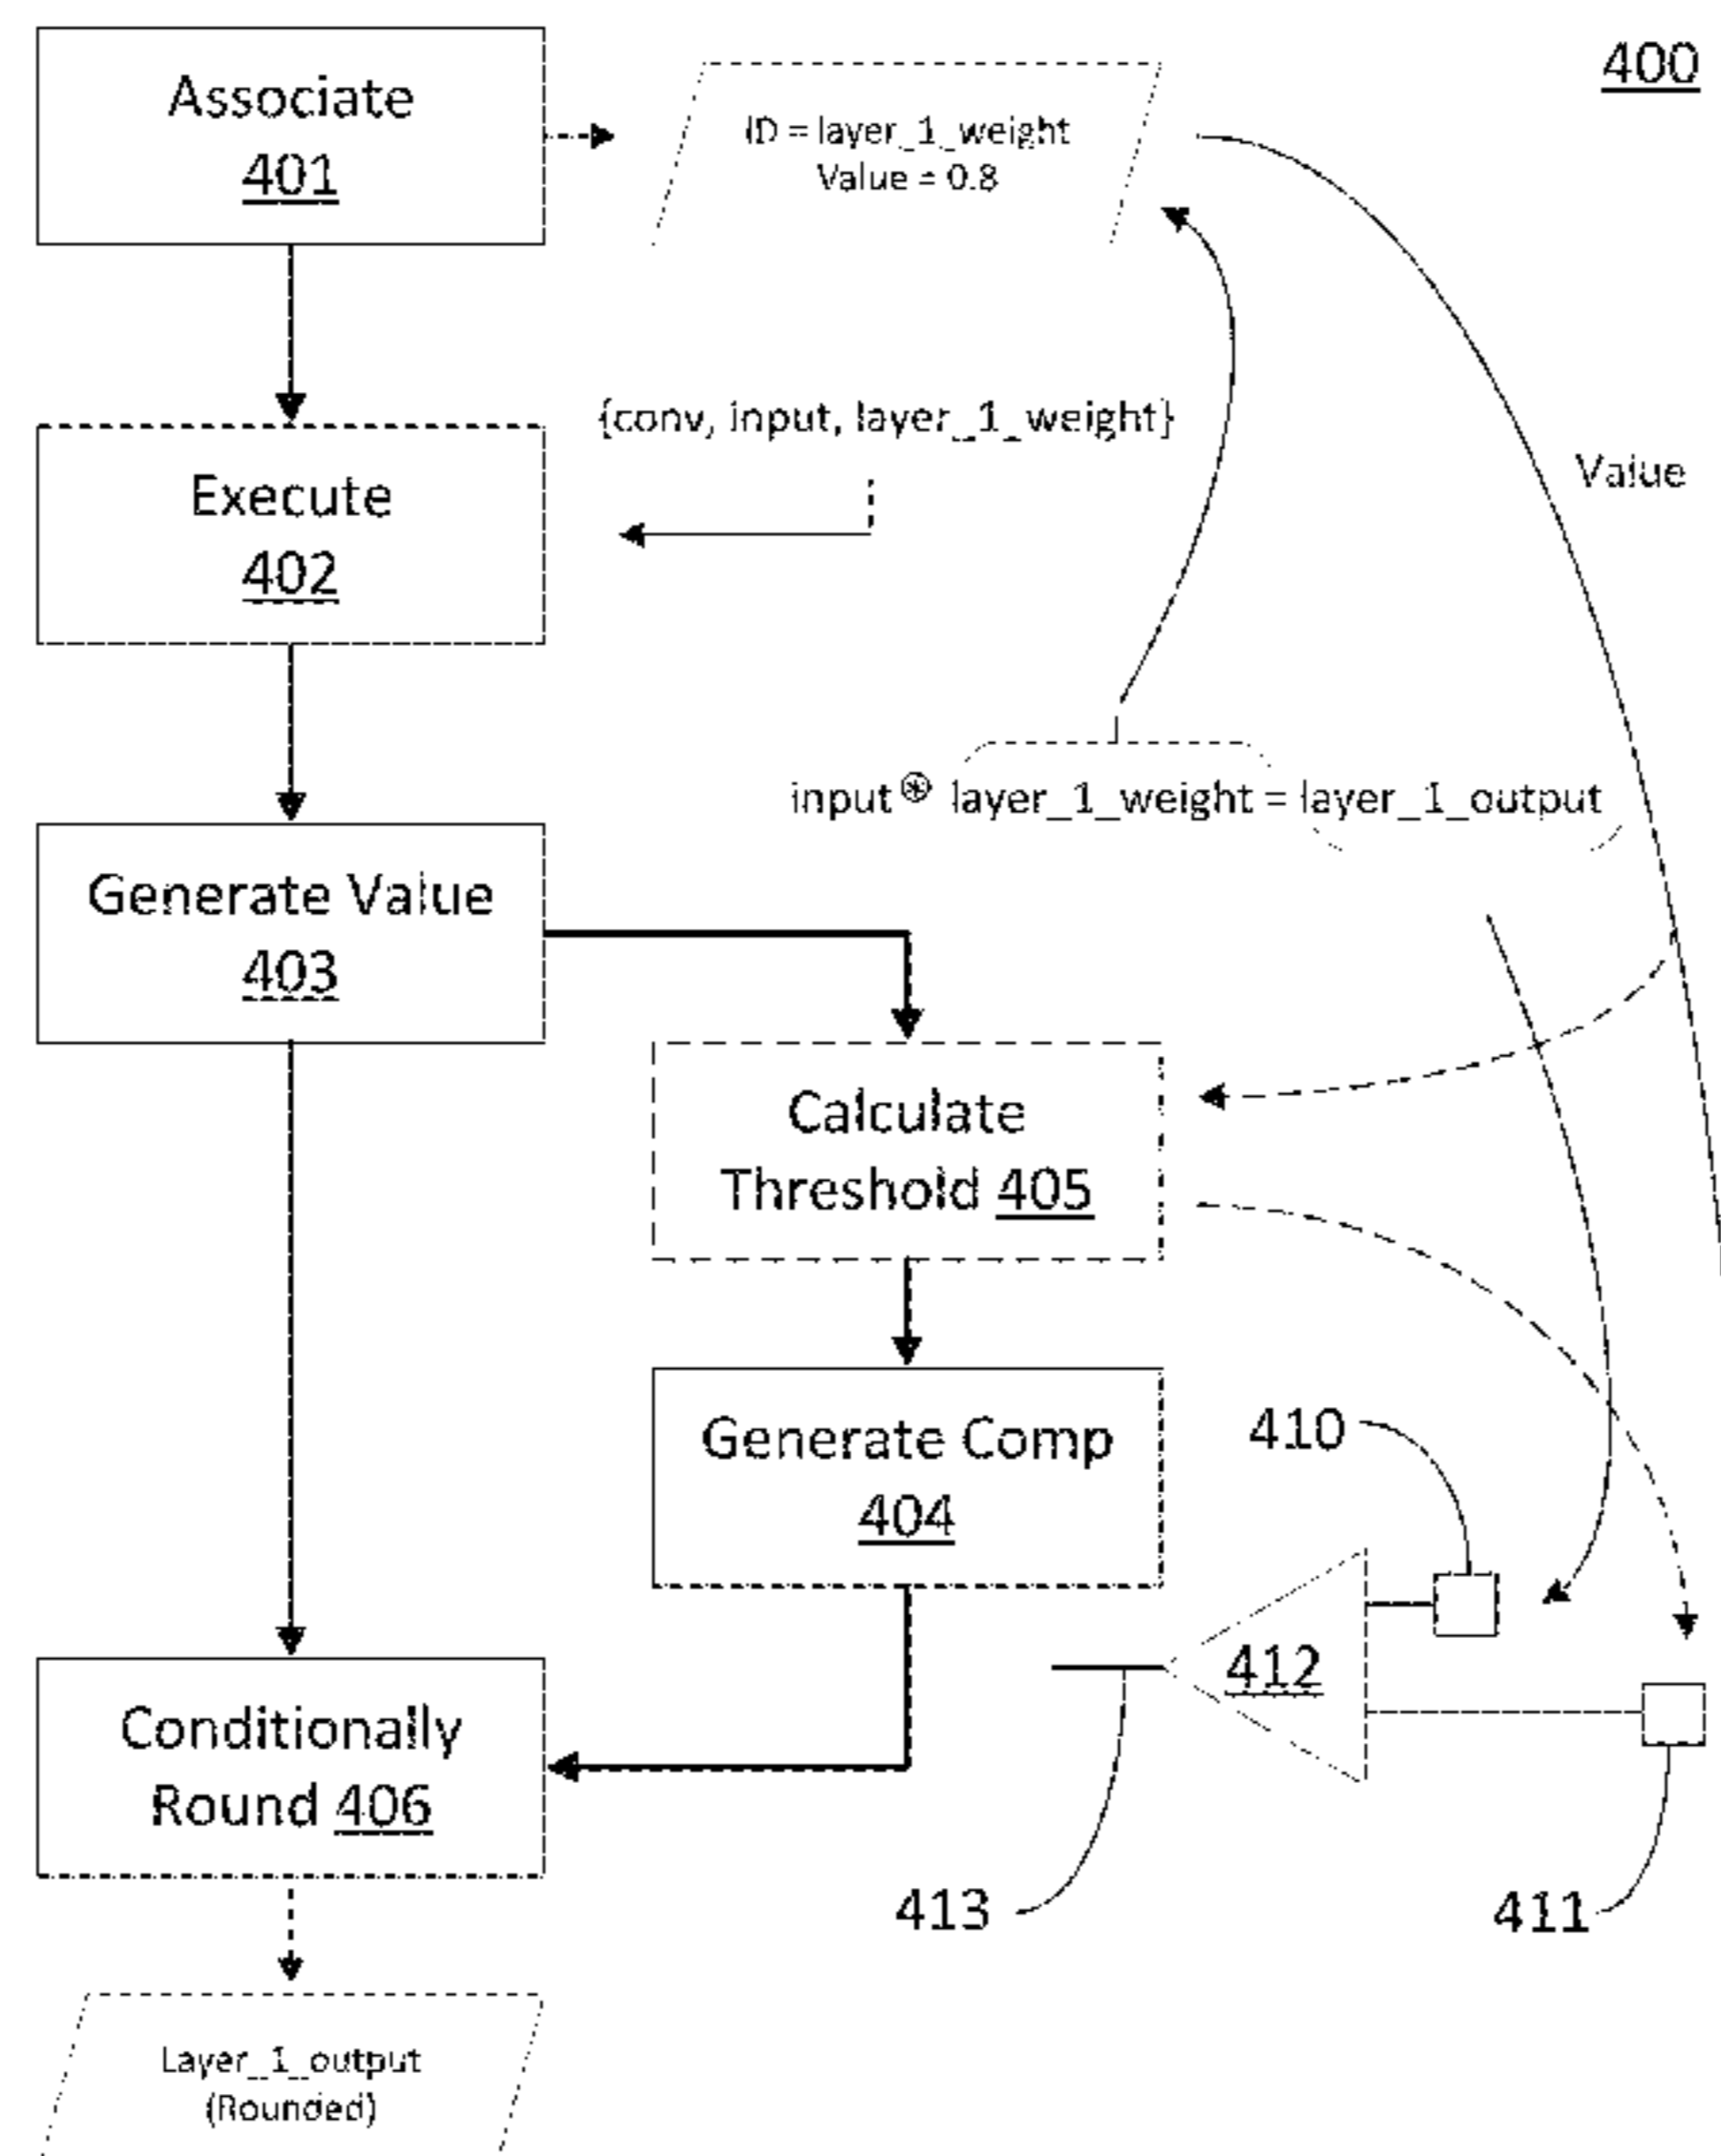 400
Associate
401
ID = layer_1_weight
Value = 0.8
{conv, input, layer_1_weight}
Execute
402
Value
input ⊛ layer_1_weight = layer_1_output
Generate Value
403
Calculate
Threshold 405
Generate Comp
404
410
412
Conditionally
Round 406
413
411
Layer_1_output
(Rounded)